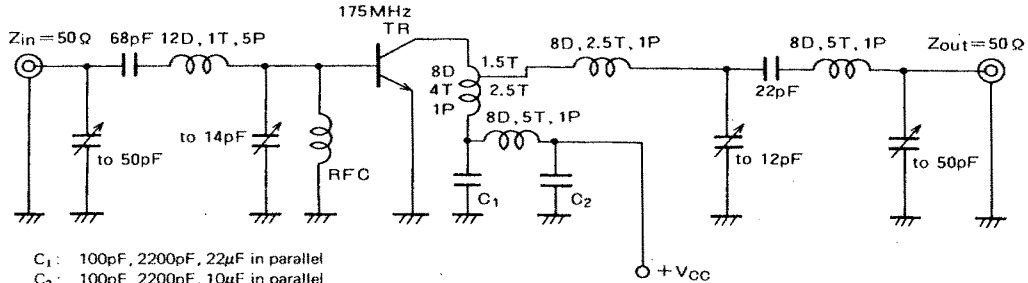 175MHz
TR
Zin=50Ω
68pF 12D, 1T, 5P
8D, 2.5T, 1P
8D, 5T, 1P
Zout=50Ω
1.5T
8D
4T
1P
2.5T
22pF
8D, 5T, 1P
to 50pF
to 14pF
RFC
C₁
C₂
to 12pF
to 50pF
+Vcc
C₁: 100pF, 2200pF, 22μF in parallel
C₂: 100pF, 2200pF, 10μF in parallel